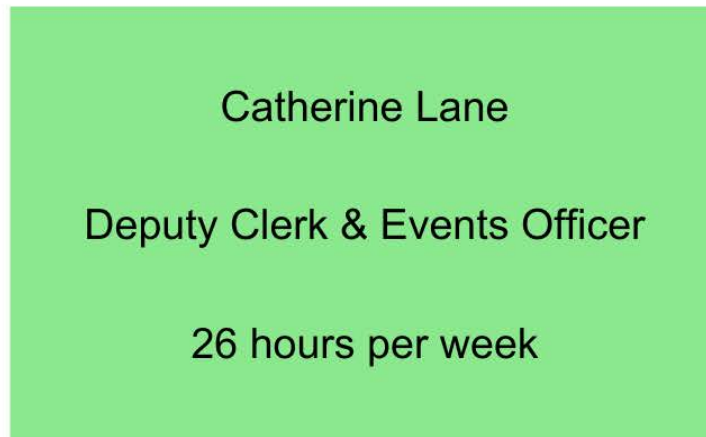 Catherine Lane
Deputy Clerk & Events Officer
26 hours per week